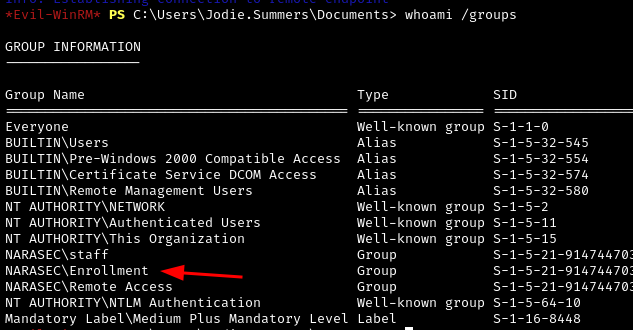 *Evil-WinRM* PS C:\Users\Jodie.Summers\Documents> whoami /groups
GROUP INFORMATION
-----------------
Group Name Type SID
========================================== ================ ==================
Everyone Well-known group S-1-1-0
BUILTIN\Users Alias S-1-5-32-545
BUILTIN\Pre-Windows 2000 Compatible Access Alias S-1-5-32-554
BUILTIN\Certificate Service DCOM Access Alias S-1-5-32-574
BUILTIN\Remote Management Users Alias S-1-5-32-580
NT AUTHORITY\NETWORK Well-known group S-1-5-2
NT AUTHORITY\Authenticated Users Well-known group S-1-5-11
NT AUTHORITY\This Organization Well-known group S-1-5-15
NARASEC\staff Group S-1-5-21-914744703
NARASEC\Enrollment Group S-1-5-21-914744703
NARASEC\Remote Access Group S-1-5-21-914744703
NT AUTHORITY\NTLM Authentication Well-known group S-1-5-64-10
Mandatory Label\Medium Plus Mandatory Level Label S-1-16-8448